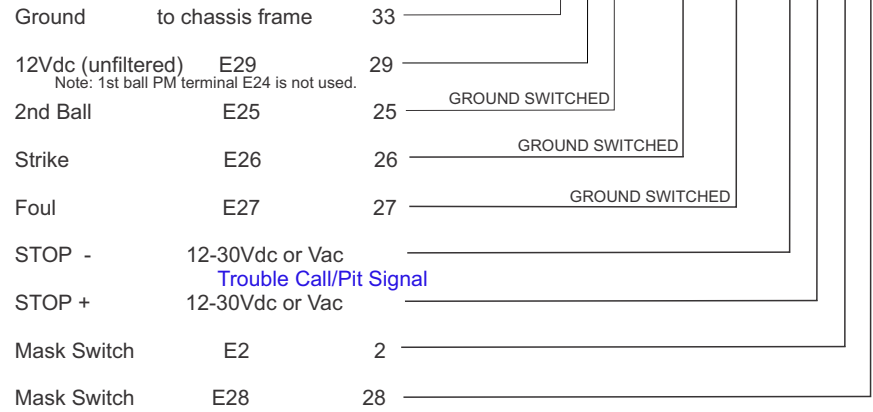 Ground to chassis frame 33
12Vdc (unfiltered) E29 29
Note: 1st ball PM terminal E24 is not used.
2nd Ball E25 25 GROUND SWITCHED
Strike E26 26 GROUND SWITCHED
Foul E27 27 GROUND SWITCHED
STOP - 12-30Vdc or Vac
Trouble Call/Pit Signal
STOP + 12-30Vdc or Vac
Mask Switch E2 2
Mask Switch E28 28